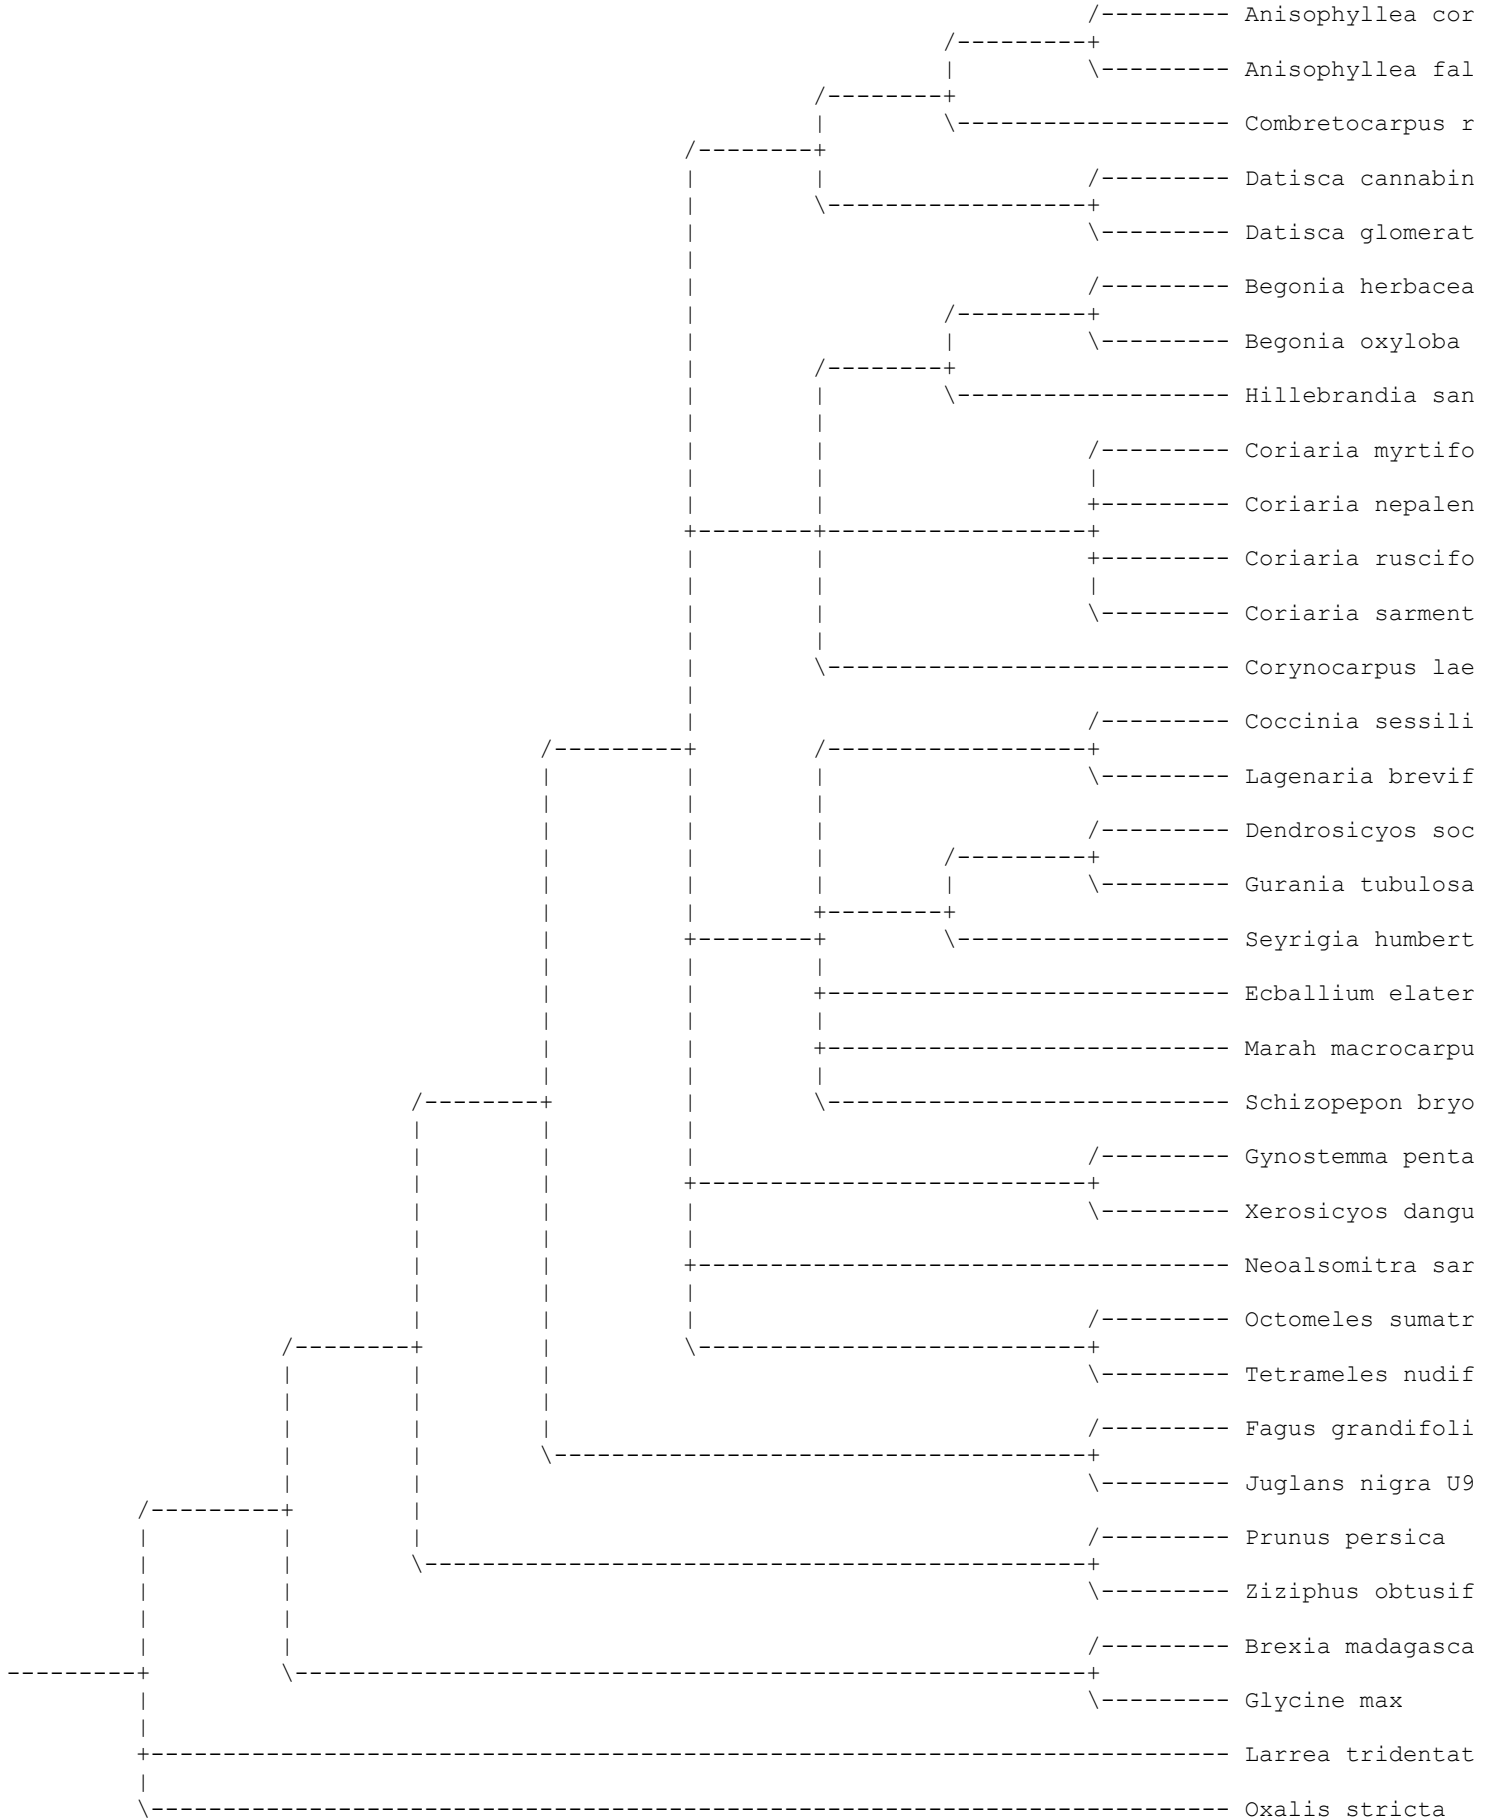 Anisophyllea cor
Anisophyllea fal
Combretocarpus r
Datisca cannabin
Datisca glomerat
Begonia herbacea
Begonia oxyloba
Hillebrandia san
Coriaria myrtifo
Coriaria nepalen
Coriaria ruscifo
Coriaria sarment
Corynocarpus lae
Coccinia sessili
Lagenaria brevif
Dendrosicyos soc
Gurania tubulosa
Seyrigia humbert
Ecballium elater
Marah macrocarpu
Schizopepon bryo
Gynostemma penta
Xerosicyos dangu
Neoalsomitra sar
Octomeles sumatr
Tetrameles nudif
Fagus grandifoli
Juglans nigra U9
Prunus persica
Ziziphus obtusif
Brexia madagasca
Glycine max
Larrea tridentat
Oxalis stricta